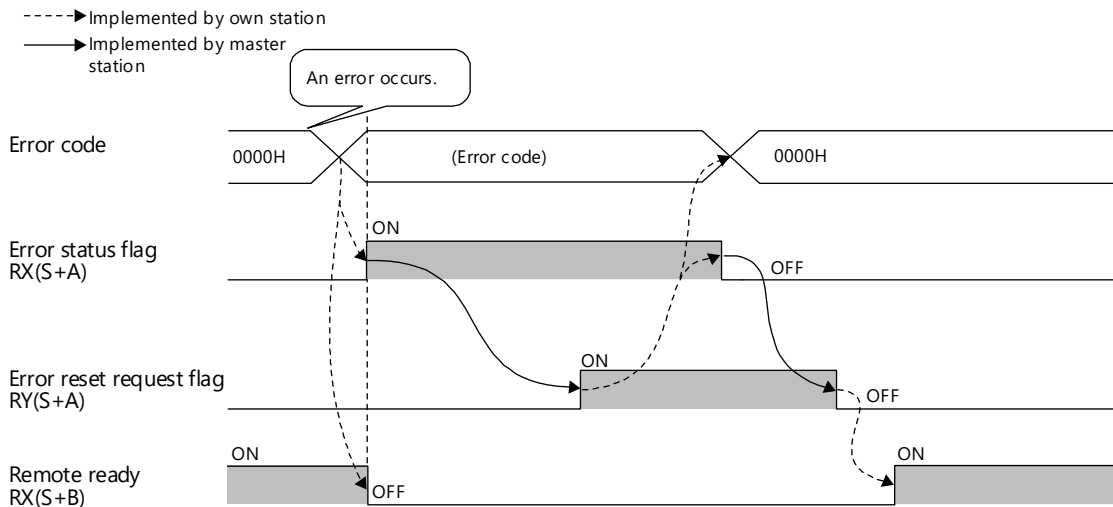 Implemented by own station
Implemented by master
station
An error occurs.
Error code
0000H
(Error code)
0000H
ON
Error status flag
RX(S+A)
OFF
ON
Error reset request flag
RY(S+A)
OFF
ON
ON
Remote ready
RX(S+B)
OFF